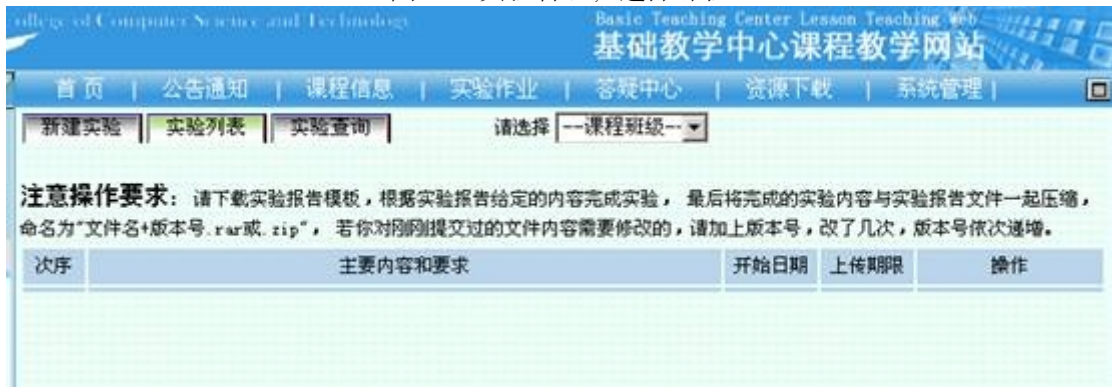 ollege of Computer Science and Technology
Basic Teaching Center Lesson Teaching Web
基础教学中心课程教学网站
首页 | 公告通知 | 课程信息 | 实验作业 | 答疑中心 | 资源下载 | 系统管理 |
新建实验 实验列表 实验查询 请选择 --课程班级--
注意操作要求：请下载实验报告模板，根据实验报告给定的内容完成实验， 最后将完成的实验内容与实验报告文件一起压缩，
命名为"文件名+版本号.rar或.zip"， 若你对刚刚提交过的文件内容需要修改的，请加上版本号，改了几次，版本号依次递增。
次序 主要内容和要求 开始日期 上传期限 操作